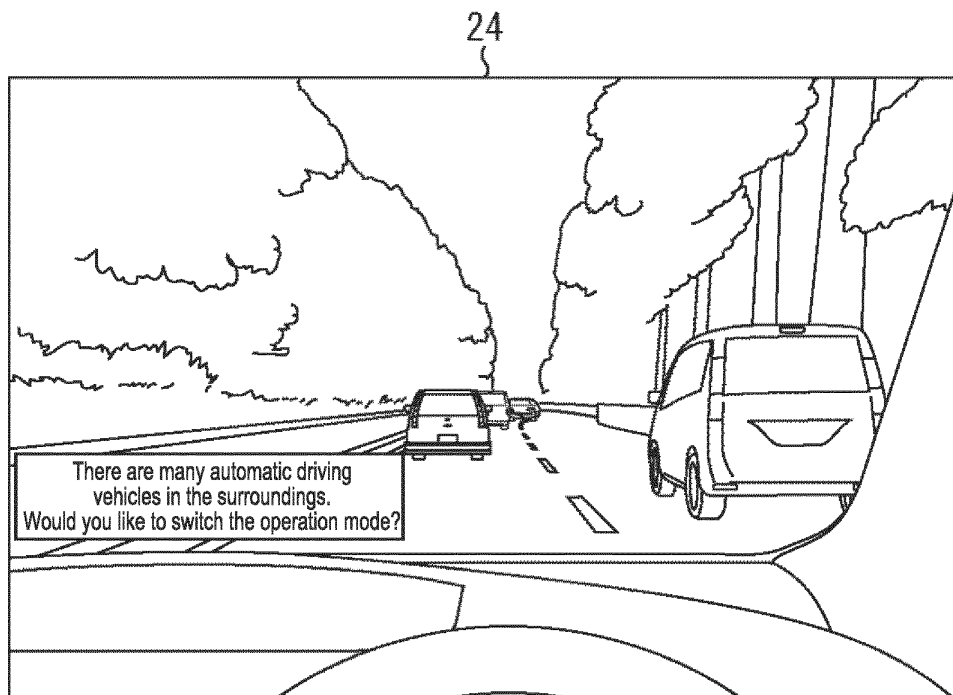 24
There are many automatic driving
vehicles in the surroundings.
Would you like to switch the operation mode?